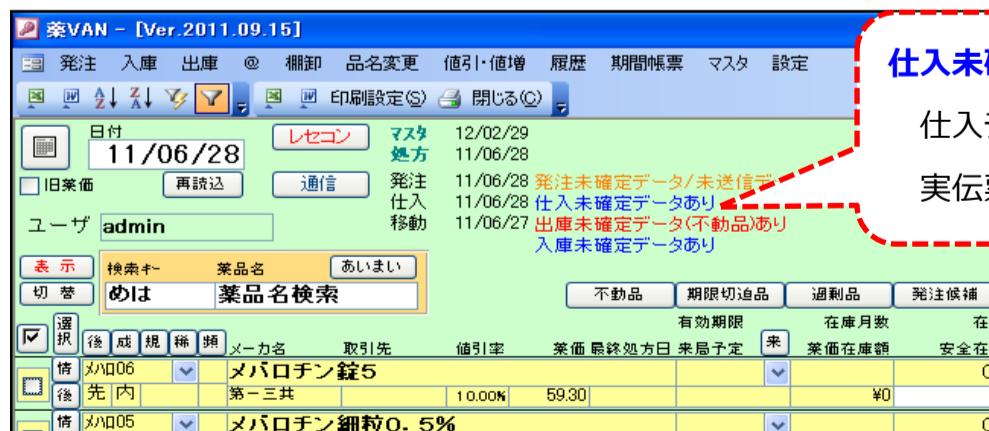 薬VAN - [Ver.2011.09.15]
発注 入庫 出庫 @ 棚卸 品名変更 値引・値増 履歴 期間帳票 マスタ 設定
印刷設定(S) 閉じる(C)
日付
11/06/28
レセコン
マスタ 12/02/29
処方 11/06/28
旧薬価 再読込 通信
発注 11/06/28 発注未確定データ/未送信デ
仕入 11/06/28 仕入未確定データあり
移動 11/06/27 出庫未確定データ(不動品)あり
入庫未確定データあり
ユーザ admin
仕入未確
仕入デ
実伝票
表示 検索キー 薬品名 あいまい
切替 めは 薬品名検索
不動品 期限切迫品 過剰品 発注候補
選択 後 成 規 稀 頻 メーカ名 取引先 値引率 薬価 最終処方日
有効期限
来局予定 来
在庫月数
薬価在庫額
在
安全在
情 メバロ06 メバロチン錠5 0
後 先 内 第一三共 10.00% 59.30 ¥0
情 メバロ05 メバロチン細粒0.5% 0